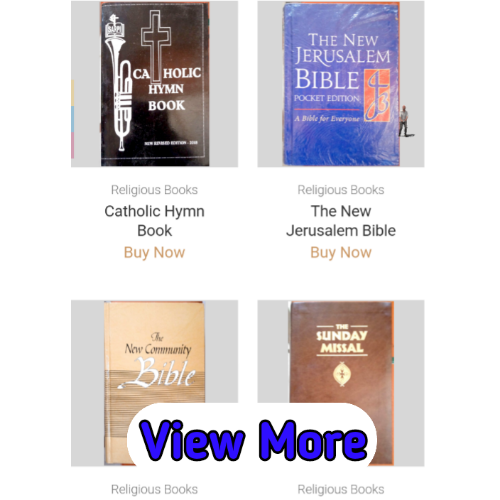 CATHOLIC
HYMN
BOOK
NEW REVISED EDITION - 2018
THE NEW
JERUSALEM
BIBLE
POCKET EDITION
A Bible for Everyone
Religious Books
Catholic Hymn
Book
Buy Now
Religious Books
The New
Jerusalem Bible
Buy Now
The
New Community
Bible
THE
SUNDAY
MISSAL
View More
Religious Books
Religious Books